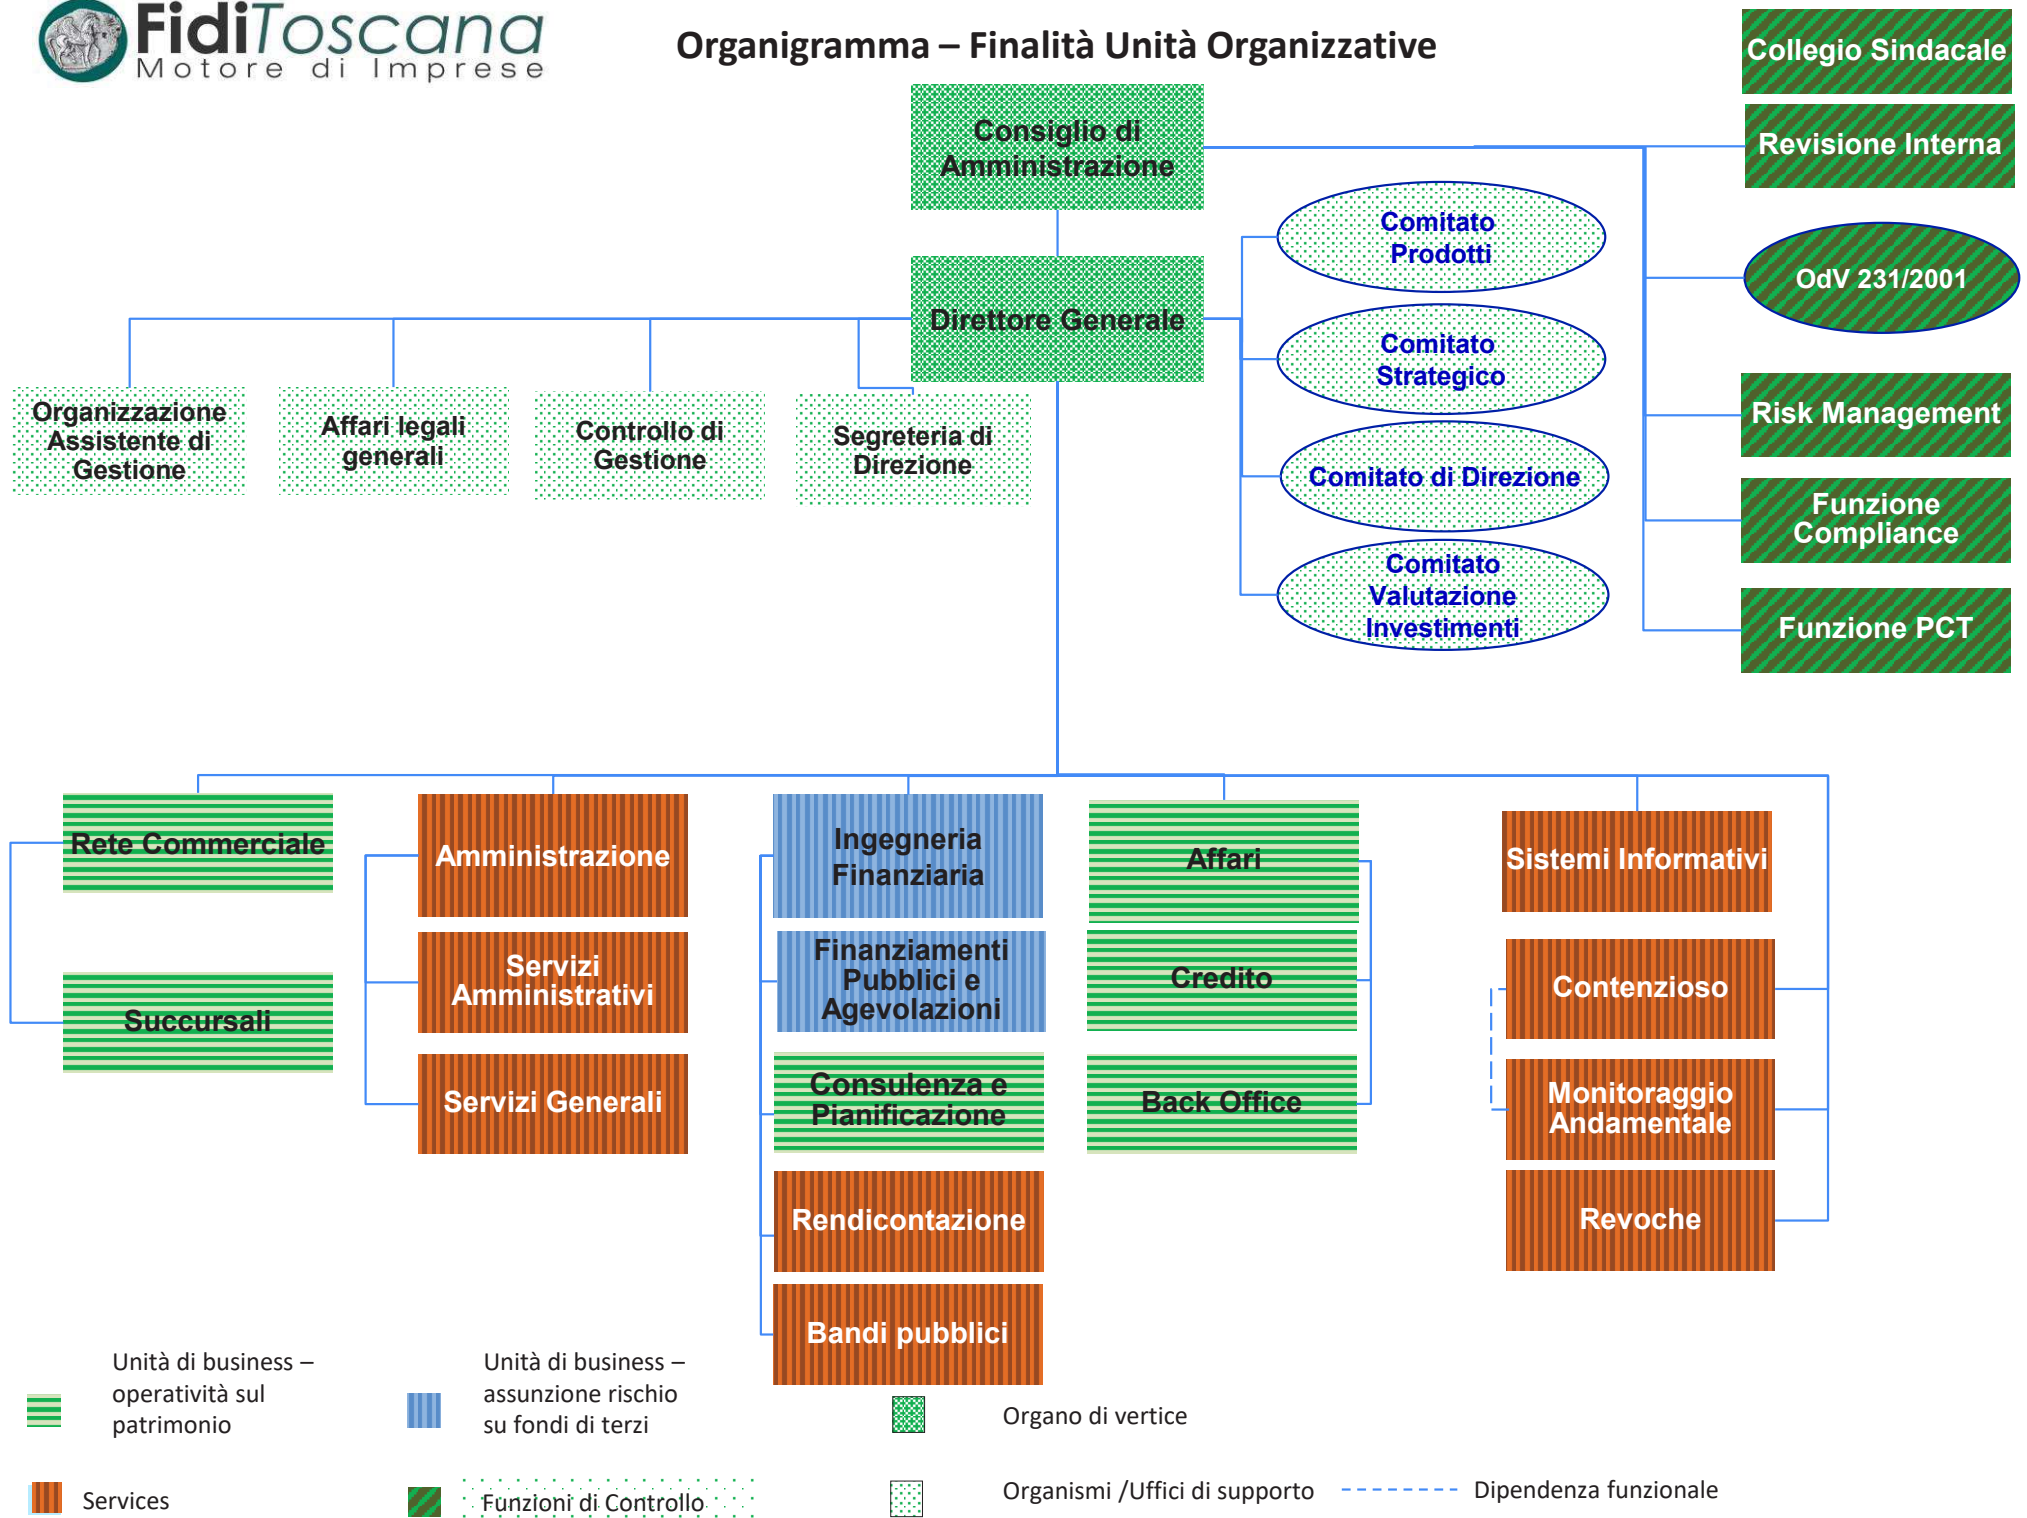 FidiToscana
Motore di Imprese
Organigramma – Finalità Unità Organizzative
Collegio Sindacale
Consiglio di
Amministrazione
Revisione Interna
Comitato
Prodotti
OdV 231/2001
Direttore Generale
Comitato
Strategico
Organizzazione
Assistente di
Gestione
Affari legali
generali
Controllo di
Gestione
Segreteria di
Direzione
Risk Management
Comitato di Direzione
Funzione
Compliance
Comitato
Valutazione
Investimenti
Funzione PCT
Rete Commerciale
Amministrazione
Ingegneria
Finanziaria
Affari
Sistemi Informativi
Succursali
Servizi
Amministrativi
Finanziamenti
Pubblici e
Agevolazioni
Credito
Contenzioso
Servizi Generali
Consulenza e
Pianificazione
Back Office
Monitoraggio
Andamentale
Rendicontazione
Revoche
Bandi pubblici
Unità di business –
operatività sul
patrimonio
Unità di business –
assunzione rischio
su fondi di terzi
Organo di vertice
Services
Funzioni di Controllo
Organismi /Uffici di supporto
Dipendenza funzionale